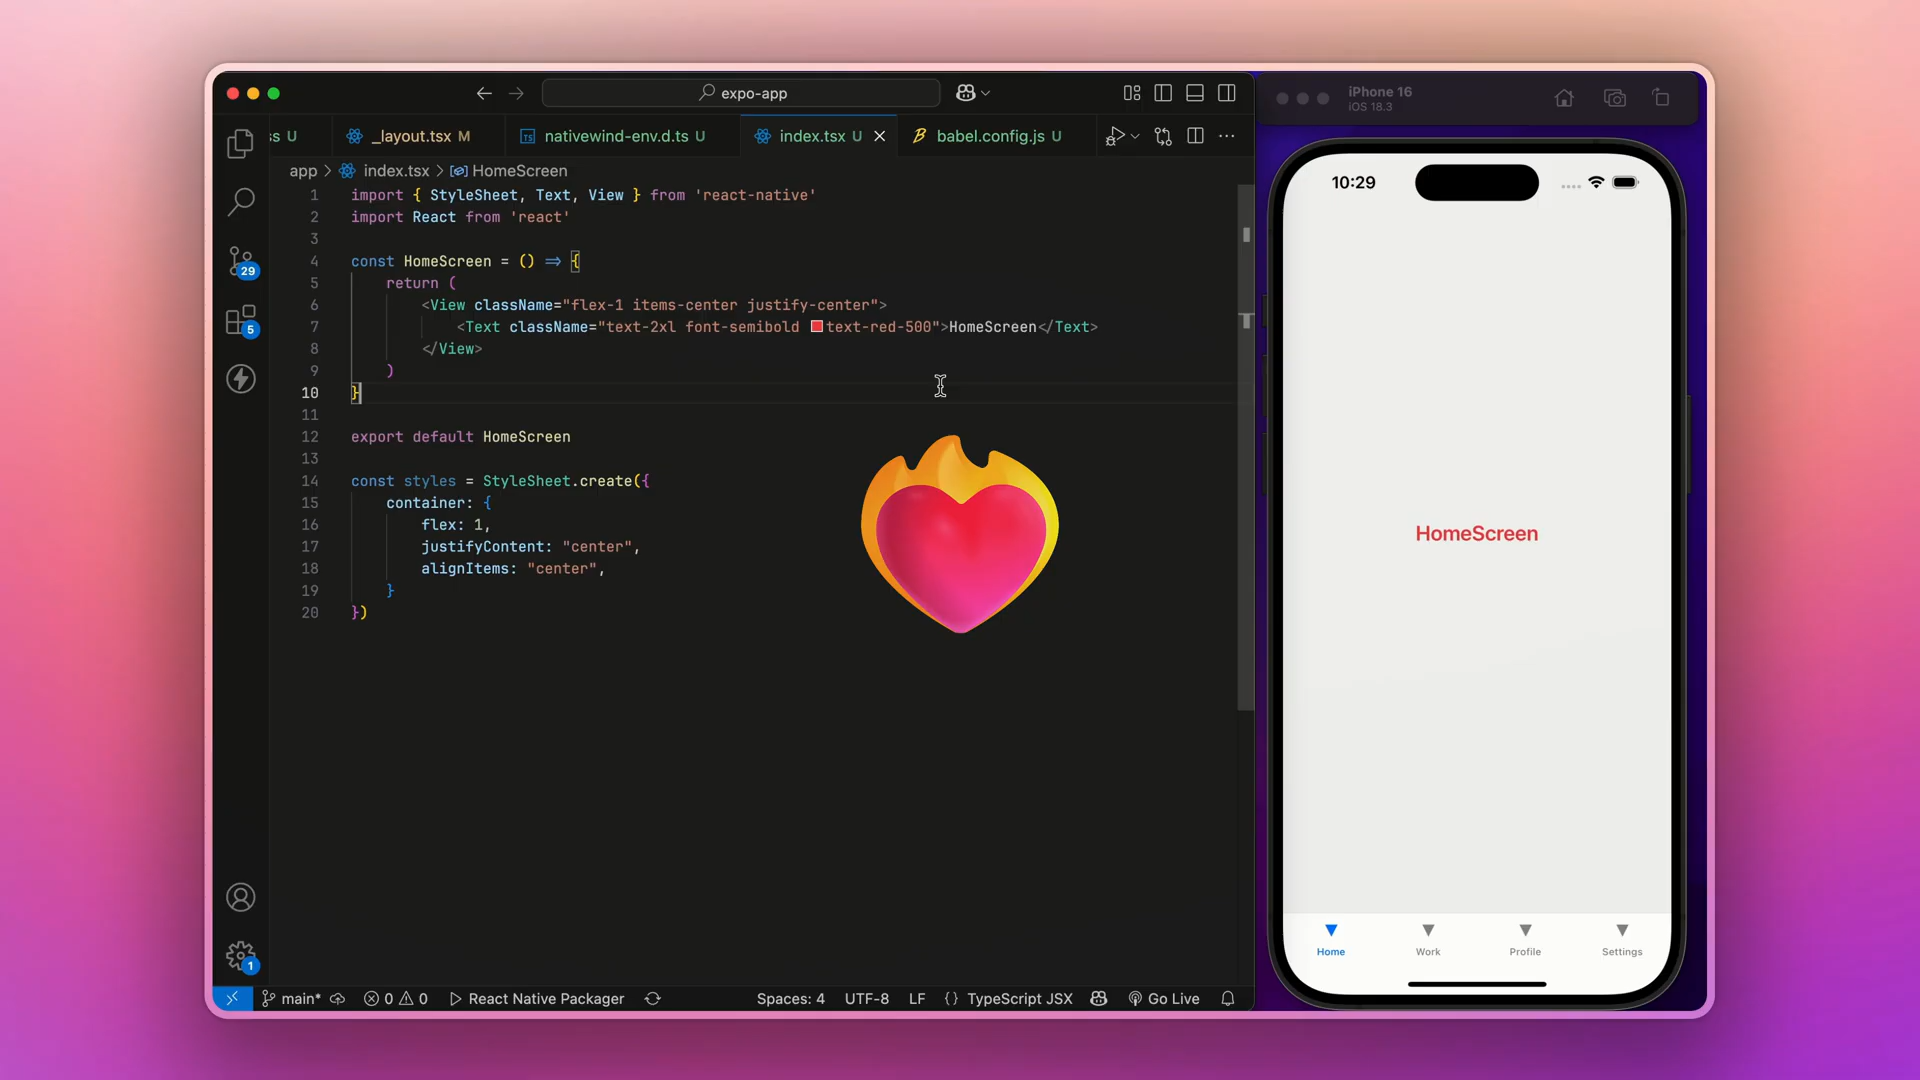 expo-app
ss U
_layout.tsx M
TS nativewind-env.d.ts U
index.tsx U
babel.config.js U
app > index.tsx > HomeScreen
1 import { StyleSheet, Text, View } from 'react-native'
2 import React from 'react'
3
4 const HomeScreen = () => {
5 return (
6 <View className="flex-1 items-center justify-center">
7 <Text className="text-2xl font-semibold text-red-500">HomeScreen</Text>
8 </View>
9 )
10 }
11
12 export default HomeScreen
13
14 const styles = StyleSheet.create({
15 container: {
16 flex: 1,
17 justifyContent: "center",
18 alignItems: "center",
19 }
20 })
29
5
1
main* 0 0 React Native Packager Spaces: 4 UTF-8 LF {} TypeScript JSX Go Live
iPhone 16
iOS 18.3
10:29
HomeScreen
Home Work Profile Settings